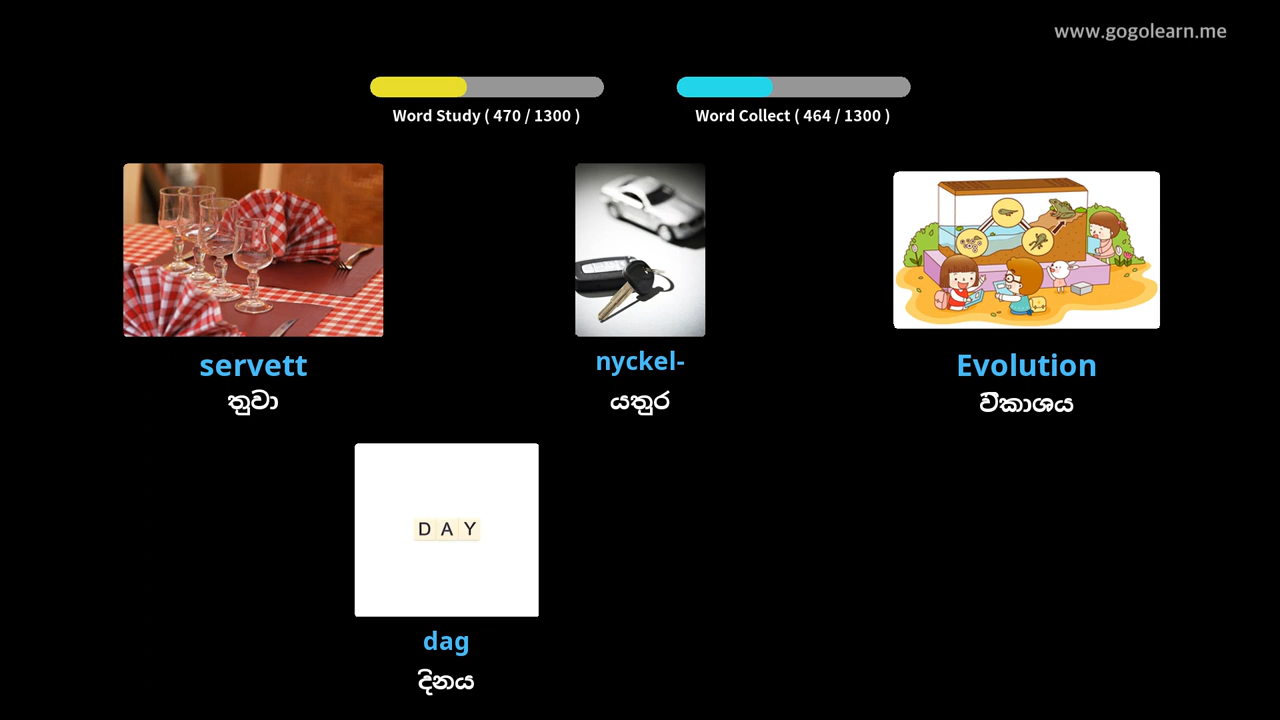 www.gogolearn.me
Word Study ( 470 / 1300 )
Word Collect ( 464 / 1300 )
servett
තුවා
nyckel-
යතුර
Evolution
විකාශය
DAY
dag
දිනය